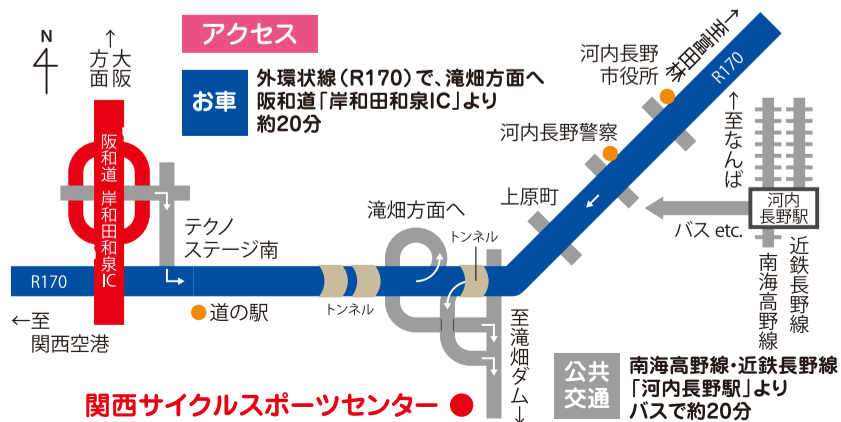 アクセス
お車
外環状線（R170）で、滝畑方面へ
阪和道「岸和田和泉IC」より
約20分
N
↑大阪方面
阪和道 岸和田和泉IC
テクノ
ステージ南
R170
←至
関西空港
道の駅
トンネル
滝畑方面へ
トンネル
上原町
河内長野警察
河内長野
市役所
→至富田林
R170
←至なんば
河内
長野駅
バス etc.
南海高野線
近鉄長野線
至滝畑ダム→
関西サイクルスポーツセンター
公共
交通
南海高野線・近鉄長野線
「河内長野駅」より
バスで約20分